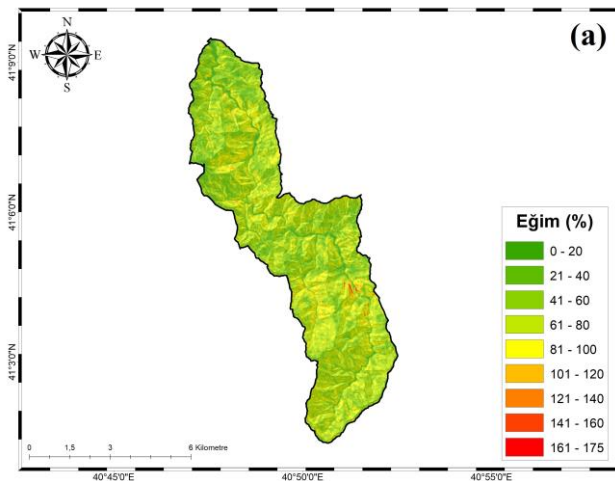 (a)
N
W E
S
41°9'0"N
41°6'0"N
41°3'0"N
Eğim (%)
0 - 20
21 - 40
41 - 60
61 - 80
81 - 100
101 - 120
121 - 140
141 - 160
161 - 175
0 1,5 3 6 Kilometre
40°45'0"E 40°50'0"E 40°55'0"E